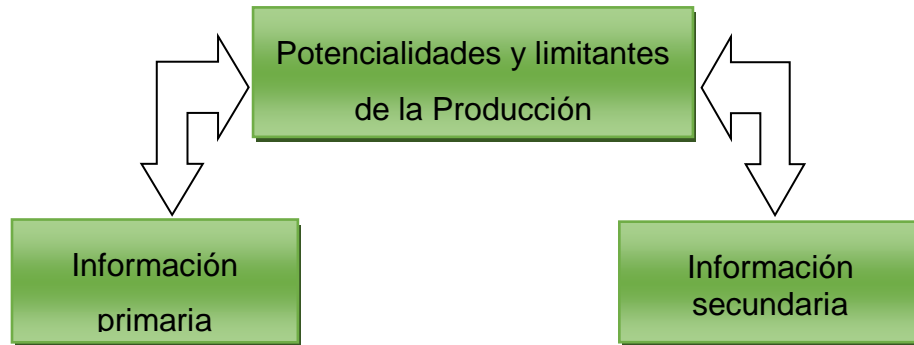 Potencialidades y limitantes
de la Producción
Información
primaria
Información
secundaria